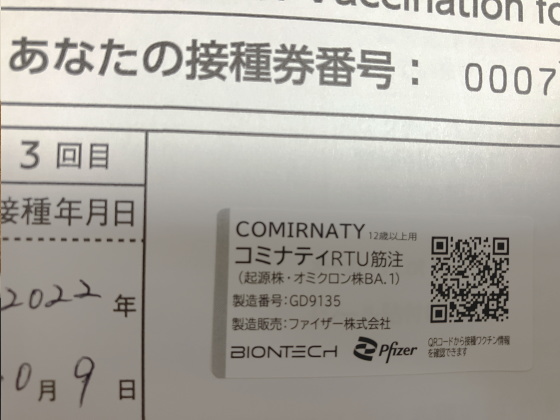 Vaccination fo
あなたの接種券番号： 0007
3 回目
接種年月日
2022 年
0 月 9 日
COMIRNATY 12歳以上用
コミナティRTU筋注
（起源株・オミクロン株BA.1）
製造番号:GD9135
製造販売:ファイザー株式会社
BIONTECH Pfizer
QRコードから接種ワクチン情報
を確認できます